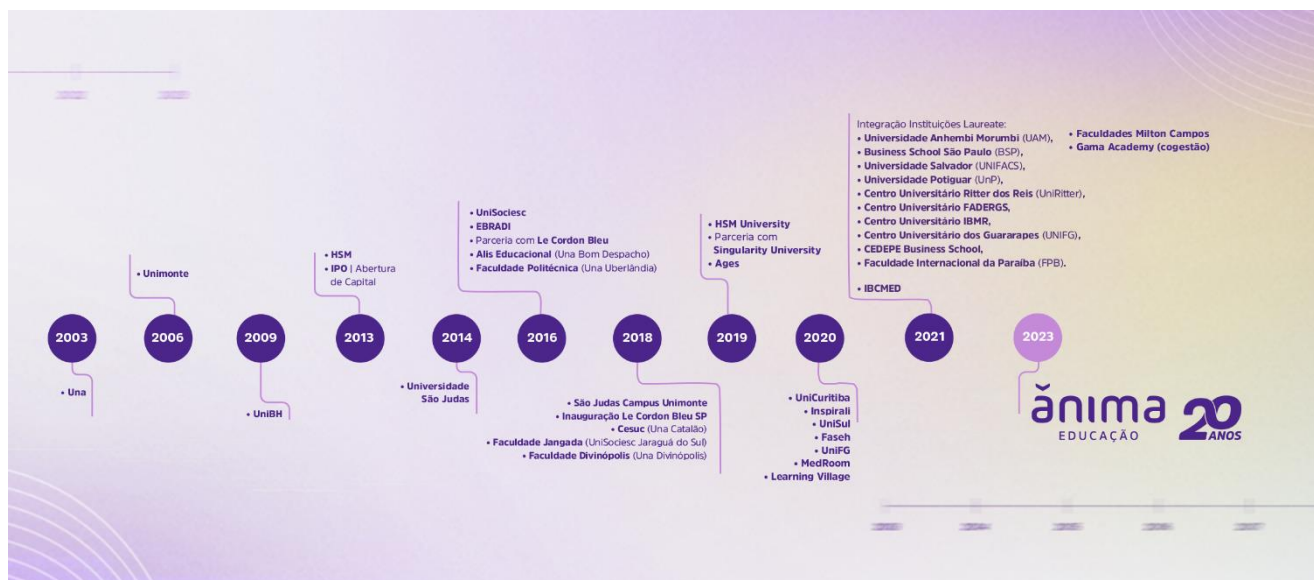 2003
• Una
2006
• Unimonte
2009
• UniBH
2013
• HSM
• IPO | Abertura
de Capital
2014
• Universidade
São Judas
2016
• UniSociesc
• EBRADI
• Parceria com Le Cordon Bleu
• Alis Educacional (Una Bom Despacho)
• Faculdade Politécnica (Una Uberlândia)
2018
• São Judas Campus Unimonte
• Inauguração Le Cordon Bleu SP
• Cesuc (Una Catalão)
• Faculdade Jangada (UniSociesc Jaraguá do Sul)
• Faculdade Divinópolis (Una Divinópolis)
2019
• HSM University
• Parceria com
Singularity University
• Ages
2020
• UniCuritiba
• Inspirali
• UniSul
• Faseh
• UniFG
• MedRoom
• Learning Village
2021
Integração Instituições Laureate:
• Universidade Anhembi Morumbi (UAM),
• Business School São Paulo (BSP),
• Universidade Salvador (UNIFACS),
• Universidade Potiguar (UnP),
• Centro Universitário Ritter dos Reis (UniRitter),
• Centro Universitário FADERGS,
• Centro Universitário IBMR,
• Centro Universitário dos Guararapes (UNIFG),
• CEDEPE Business School,
• Faculdade Internacional da Paraíba (FPB).
• IBCMED
• Faculdades Milton Campos
• Gama Academy (cogestão)
2023
ănima
EDUCAÇÃO
20
ANOS